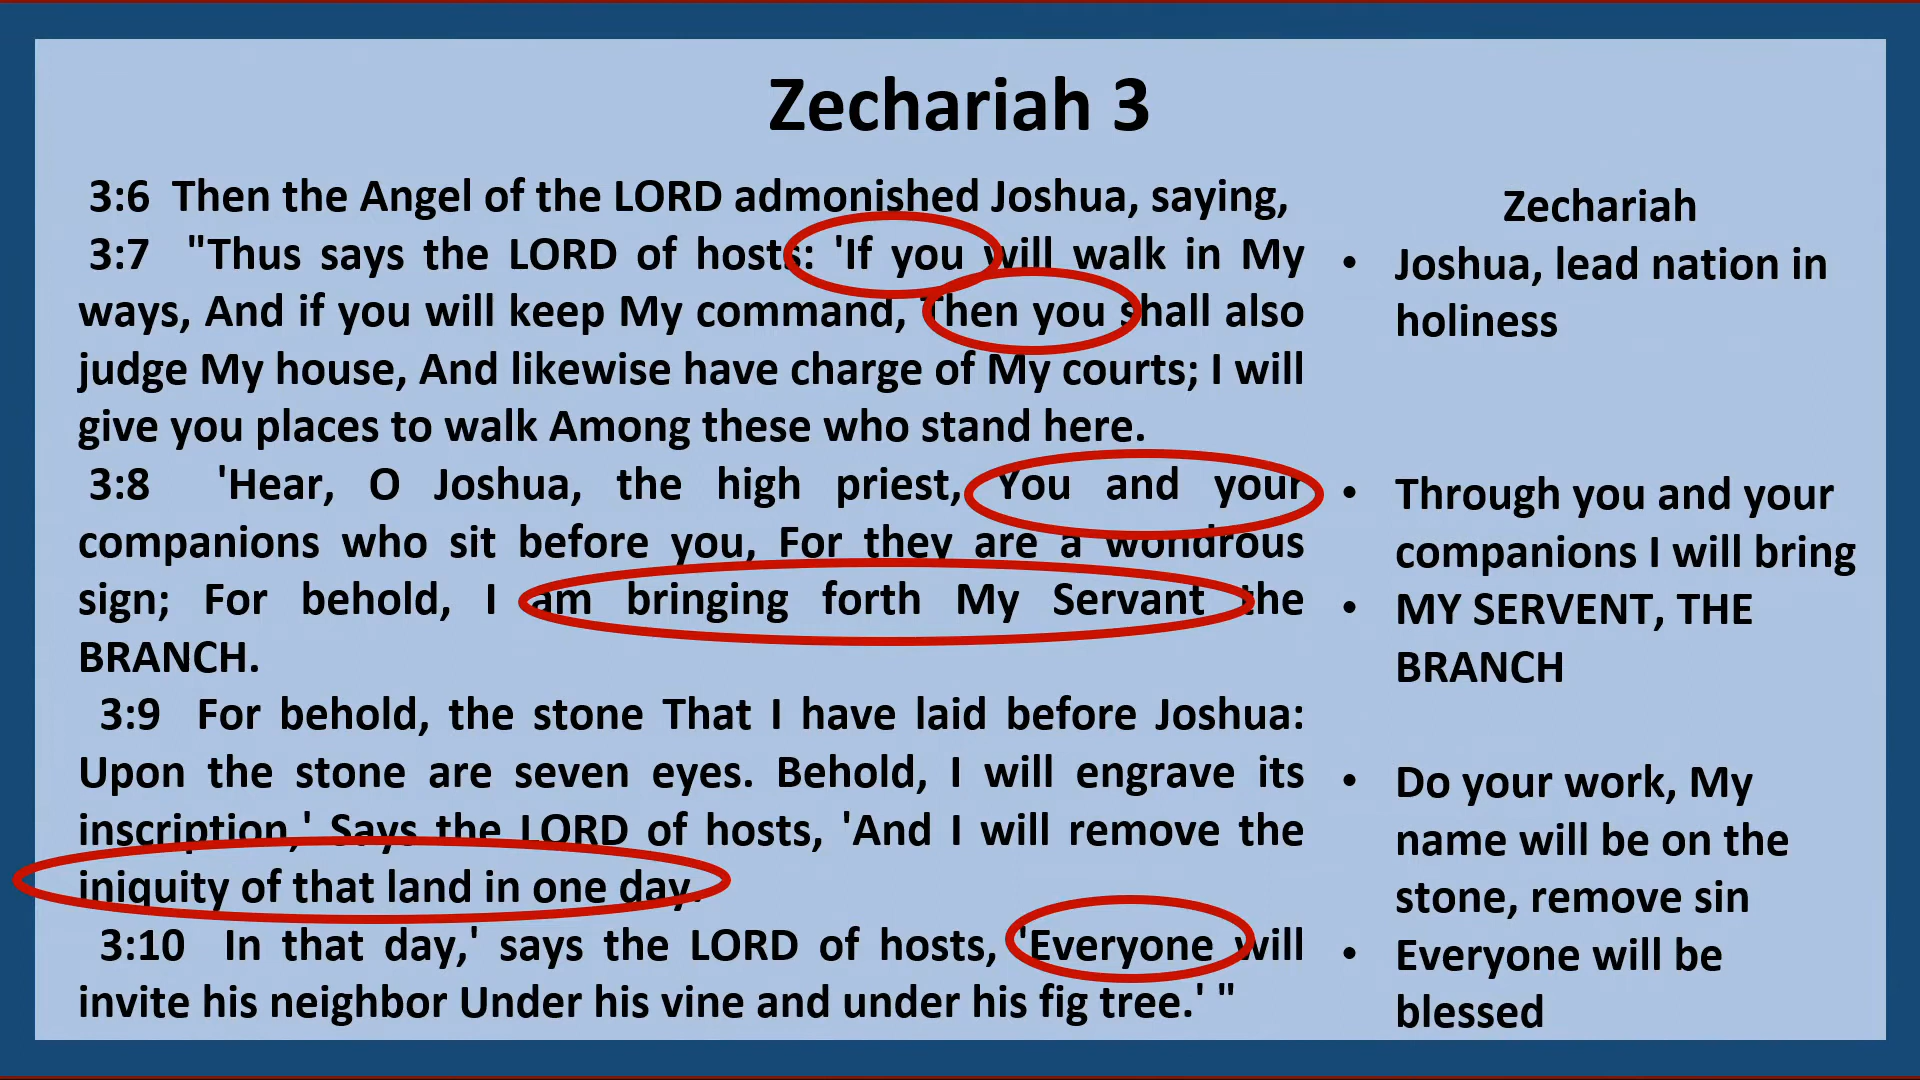 Zechariah 3
3:6 Then the Angel of the LORD admonished Joshua, saying,
3:7 "Thus says the LORD of hosts: 'If you will walk in My
ways, And if you will keep My command, Then you shall also
judge My house, And likewise have charge of My courts; I will
give you places to walk Among these who stand here.
3:8 'Hear, O Joshua, the high priest, You and your
companions who sit before you, For they are a wondrous
sign; For behold, I am bringing forth My Servant the
BRANCH.
3:9 For behold, the stone That I have laid before Joshua:
Upon the stone are seven eyes. Behold, I will engrave its
inscription,' Says the LORD of hosts, 'And I will remove the
iniquity of that land in one day.
3:10 In that day,' says the LORD of hosts, 'Everyone will
invite his neighbor Under his vine and under his fig tree.' "
Zechariah
• Joshua, lead nation in
holiness
• Through you and your
companions I will bring
• MY SERVENT, THE
BRANCH
• Do your work, My
name will be on the
stone, remove sin
• Everyone will be
blessed